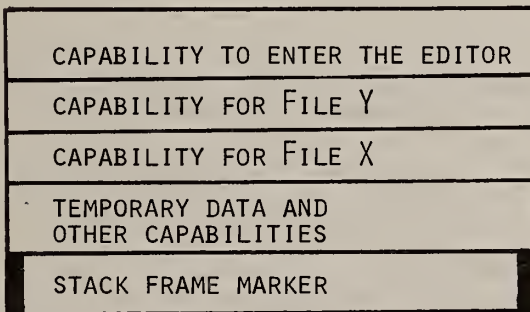 CAPABILITY TO ENTER THE EDITOR
CAPABILITY FOR FILE Y
CAPABILITY FOR FILE X
TEMPORARY DATA AND
OTHER CAPABILITIES
STACK FRAME MARKER